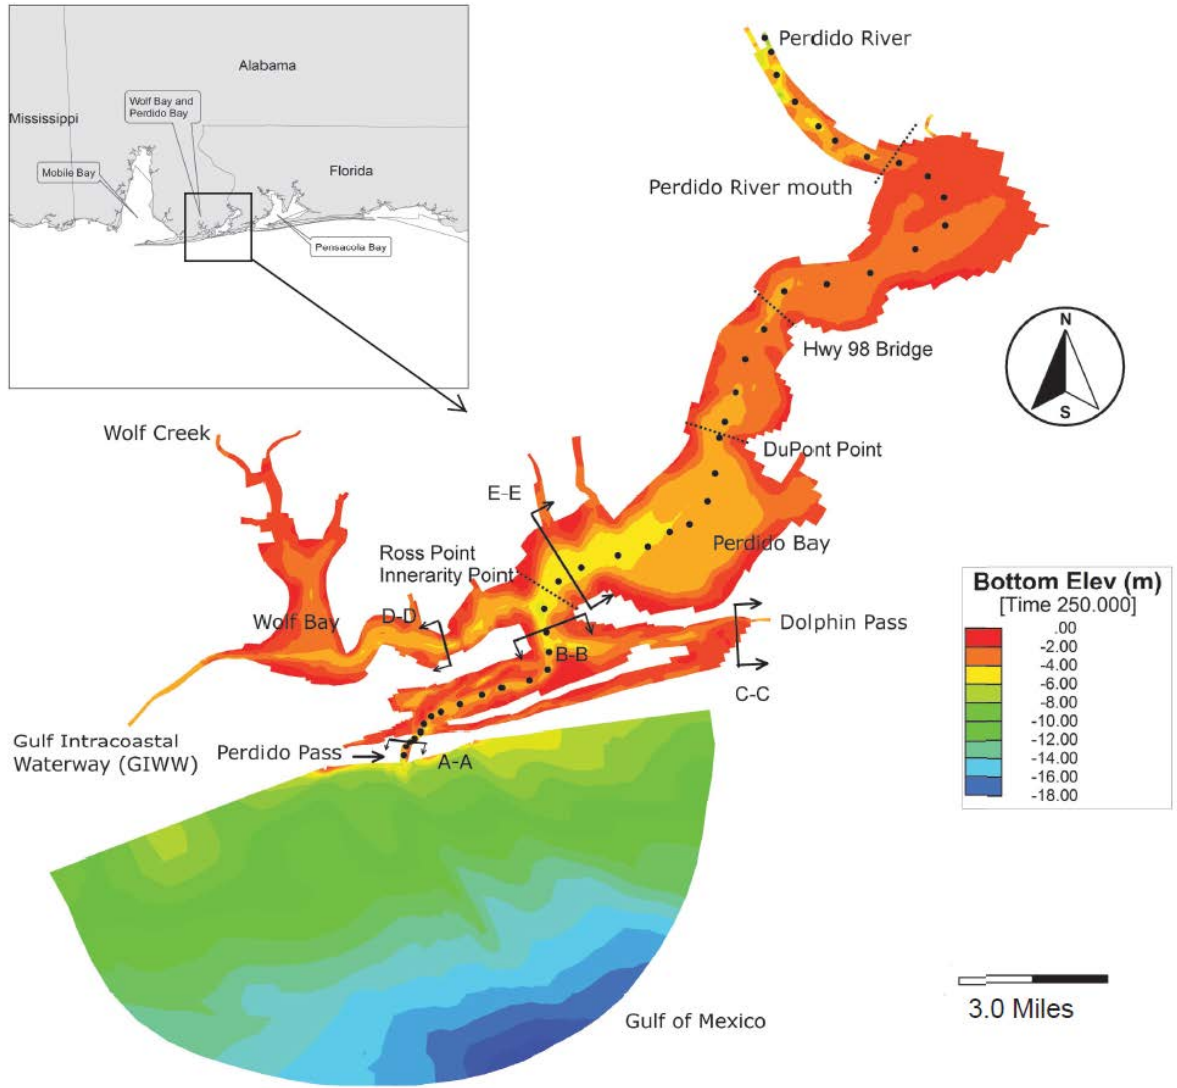 Alabama
Wolf Bay and
Perdido Bay
Mississippi
Mobile Bay
Florida
Pensacola Bay
Perdido River
Perdido River mouth
N
S
Hwy 98 Bridge
DuPont Point
Wolf Creek
E-E
Perdido Bay
Ross Point
Innerarity Point
D-D
Wolf Bay
B-B
Dolphin Pass
C-C
Gulf Intracoastal
Waterway (GIWW)
Perdido Pass
A-A
Bottom Elev (m)
[Time 250.000]
.00
-2.00
-4.00
-6.00
-8.00
-10.00
-12.00
-14.00
-16.00
-18.00
Gulf of Mexico
3.0 Miles